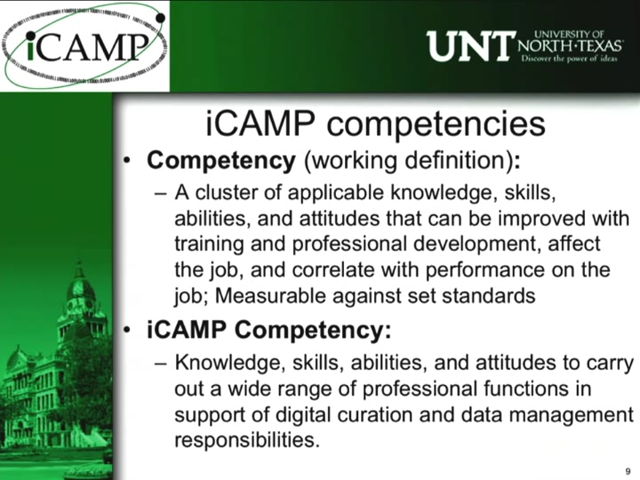 iCAMP
UNT
UNIVERSITY OF
NORTH·TEXAS
Discover the power of ideas
iCAMP competencies
• Competency (working definition):
– A cluster of applicable knowledge, skills,
abilities, and attitudes that can be improved with
training and professional development, affect
the job, and correlate with performance on the
job; Measurable against set standards
• iCAMP Competency:
– Knowledge, skills, abilities, and attitudes to carry
out a wide range of professional functions in
support of digital curation and data management
responsibilities.
9